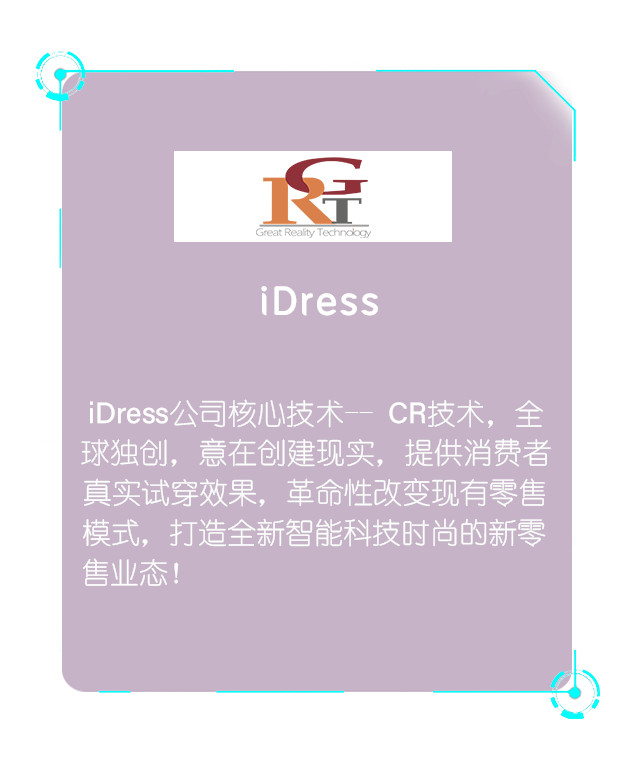 GRT
Great Reality Technology
iDress
iDress公司核心技术-- CR技术，全
球独创，意在创建现实，提供消费者
真实试穿效果，革命性改变现有零售
模式，打造全新智能科技时尚的新零
售业态！